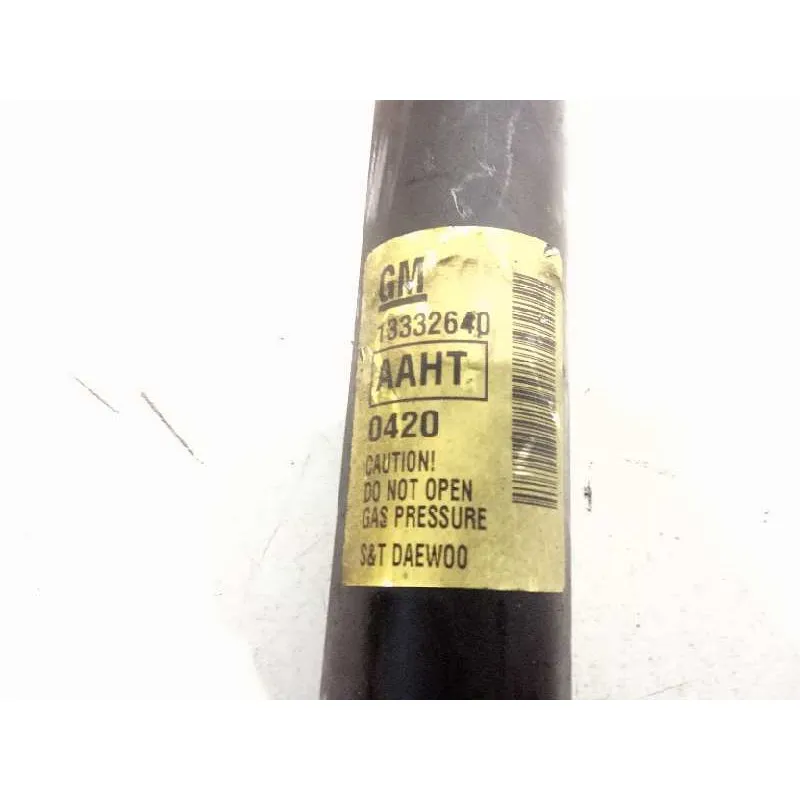 GM
13332640
AAHT
0420
CAUTION!
DO NOT OPEN
GAS PRESSURE
S&T DAEWOO